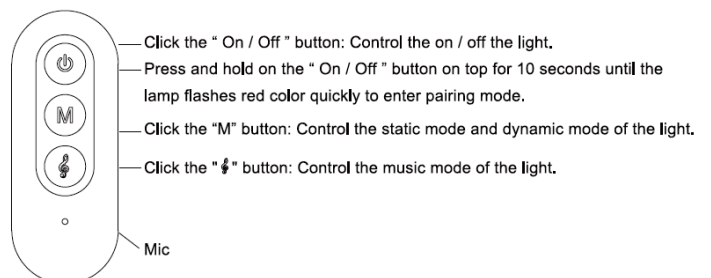 Click the “ On / Off ” button: Control the on / off the light.
Press and hold on the “ On / Off ” button on top for 10 seconds until the
lamp flashes red color quickly to enter pairing mode.
M
Click the “M” button: Control the static mode and dynamic mode of the light.
Click the "𝄞" button: Control the music mode of the light.
Mic